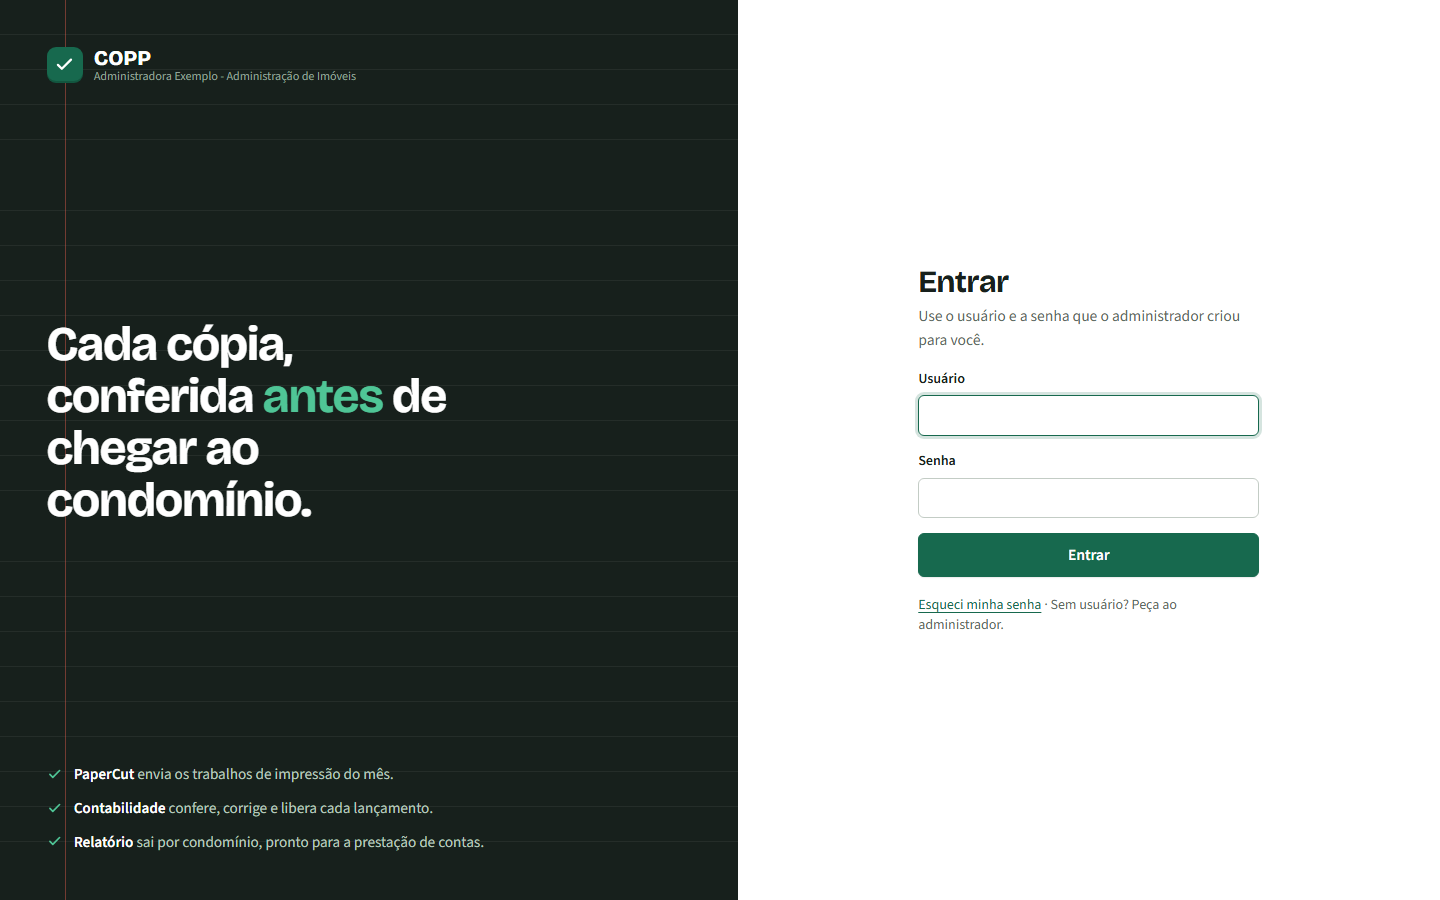 COPP
Administradora Exemplo - Administração de Imóveis
Cada cópia,
conferida antes de
chegar ao
condomínio.
PaperCut envia os trabalhos de impressão do mês.
Contabilidade confere, corrige e libera cada lançamento.
Relatório sai por condomínio, pronto para a prestação de contas.
Entrar
Use o usuário e a senha que o administrador criou
para você.
Usuário
Senha
Entrar
Esqueci minha senha · Sem usuário? Peça ao
administrador.